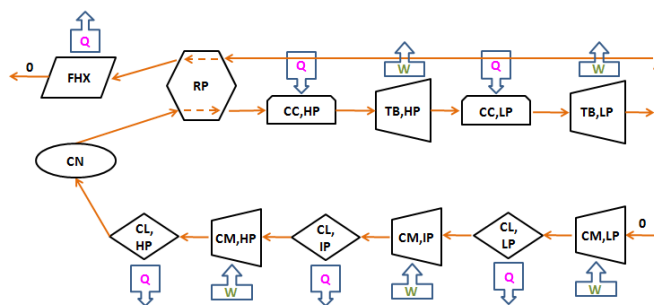 Q
0
FHX
RP
Q
W
Q
W
CC,HP
TB,HP
CC,LP
TB,LP
CN
CL,
HP
CM,HP
CL,
IP
CM,IP
CL,
LP
CM,LP
0
Q
W
Q
W
Q
W